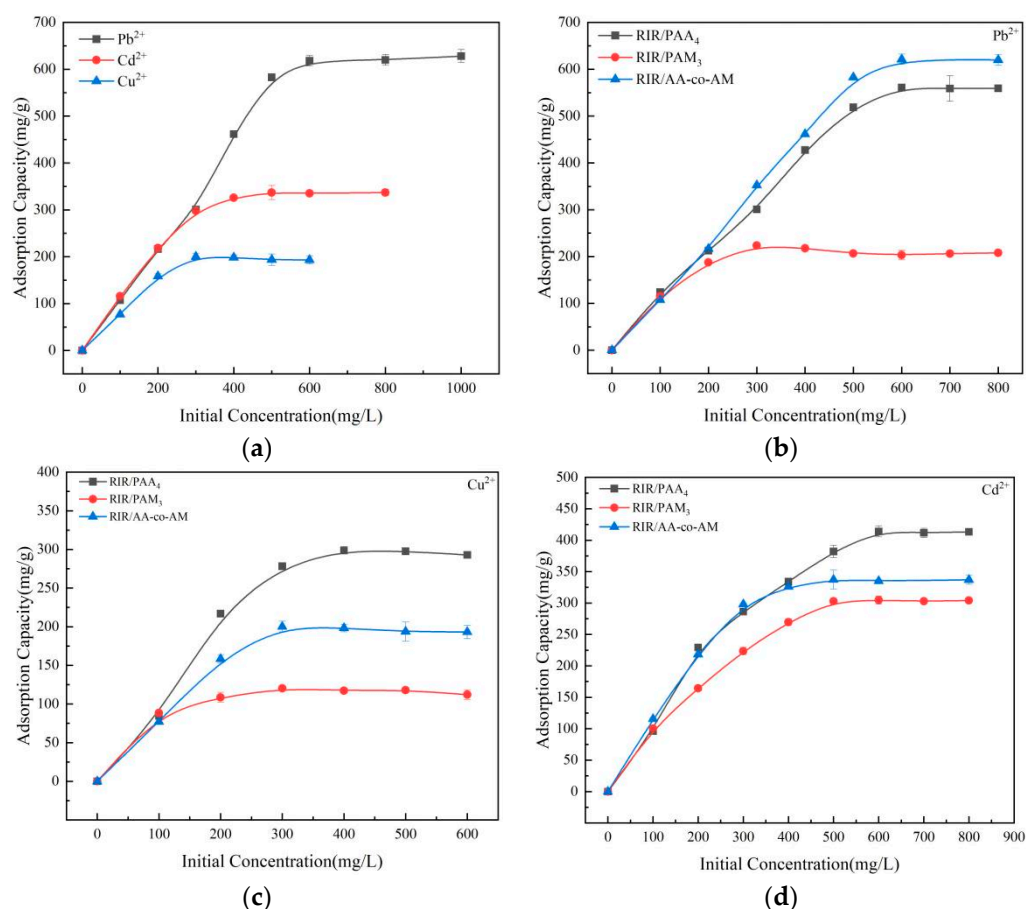 700
600
500
400
300
200
100
0
Adsorption Capacity(mg/g)
Pb²⁺
Cd²⁺
Cu²⁺
0 200 400 600 800 1000
Initial Concentration(mg/L)
(a)
700
600
500
400
300
200
100
0
Adsorption Capacity(mg/g)
RIR/PAA₄
RIR/PAM₃
RIR/AA-co-AM
Pb²⁺
0 100 200 300 400 500 600 700 800
Initial Concentration(mg/L)
(b)
400
350
300
250
200
150
100
50
0
Adsorption Capacity(mg/g)
RIR/PAA₄
RIR/PAM₃
RIR/AA-co-AM
Cu²⁺
0 100 200 300 400 500 600
Initial Concentration(mg/L)
(c)
500
450
400
350
300
250
200
150
100
50
0
Adsorption Capacity(mg/g)
RIR/PAA₄
RIR/PAM₃
RIR/AA-co-AM
Cd²⁺
0 100 200 300 400 500 600 700 800 900
Initial Concentration(mg/L)
(d)